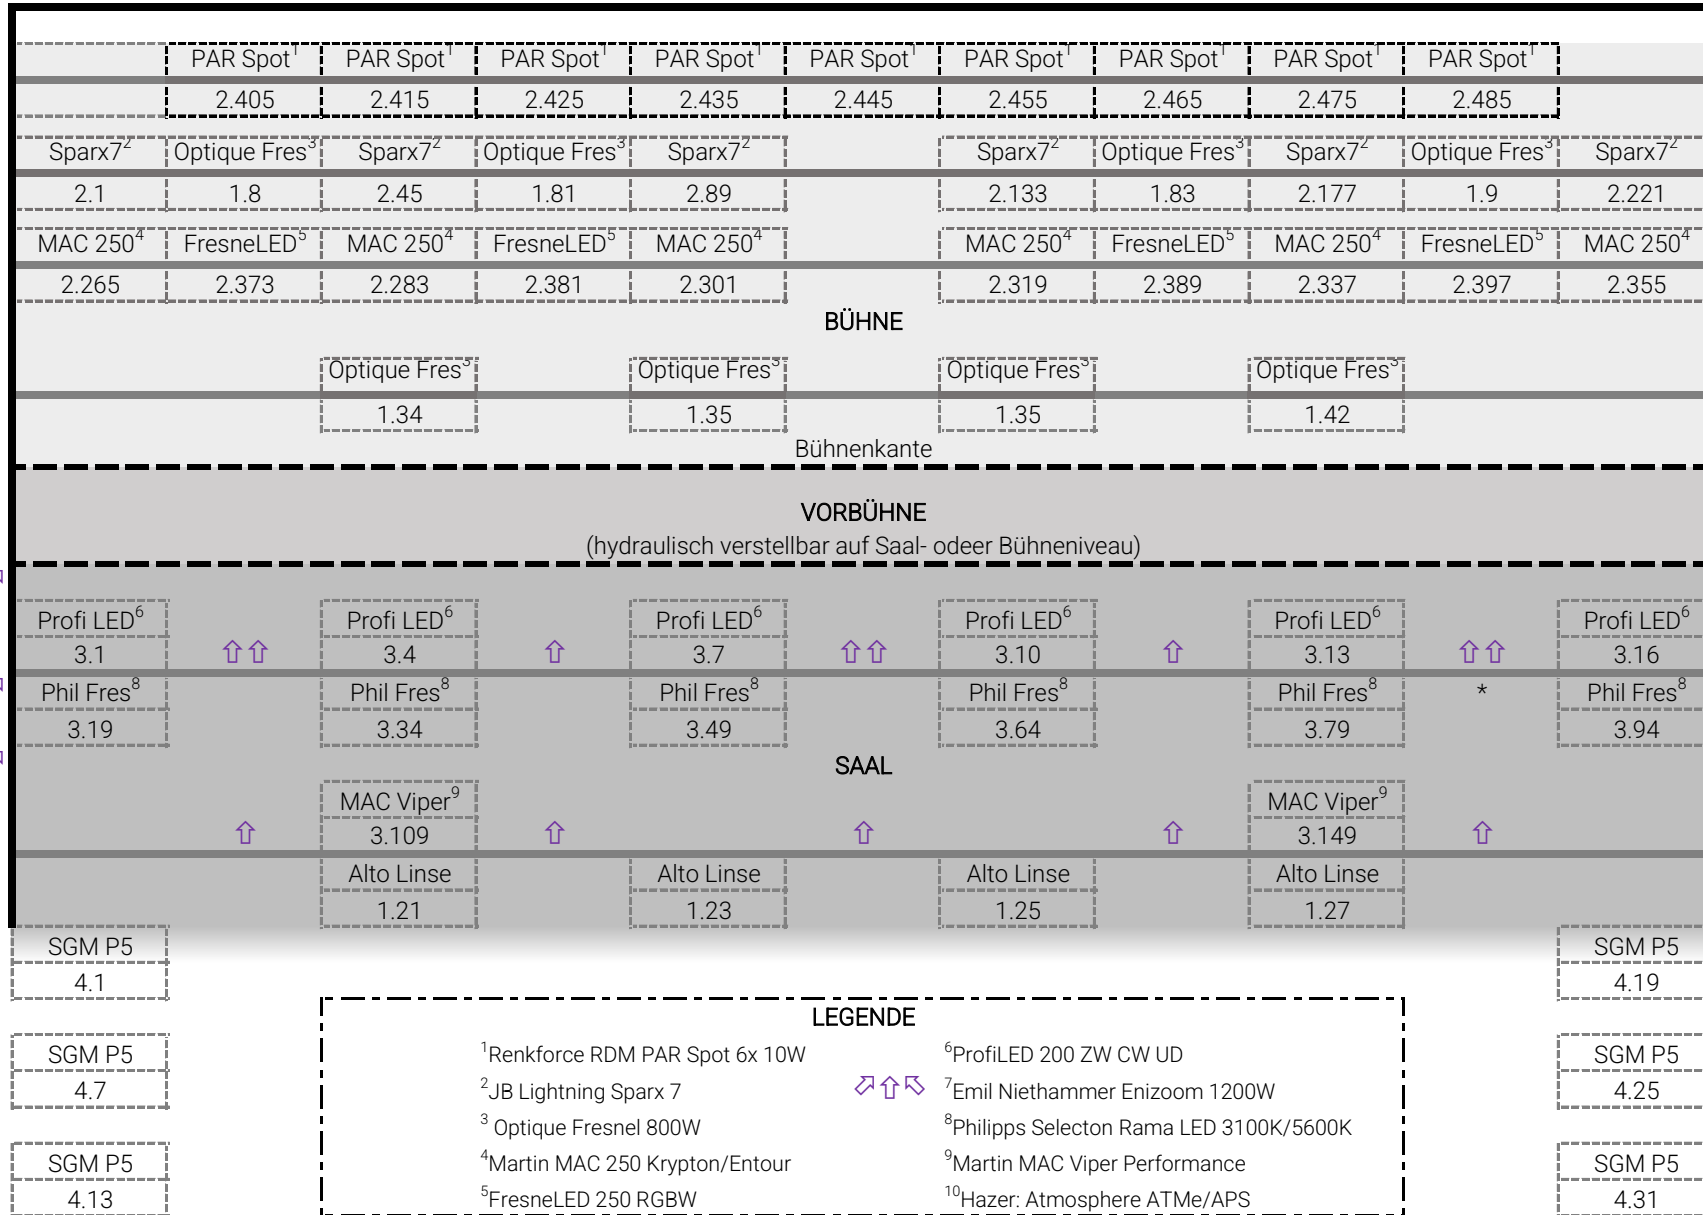 PAR Spot¹ PAR Spot¹ PAR Spot¹ PAR Spot¹ PAR Spot¹ PAR Spot¹ PAR Spot¹ PAR Spot¹ PAR Spot¹
2.405 2.415 2.425 2.435 2.445 2.455 2.465 2.475 2.485
Sparx7² Optique Fres³ Sparx7² Optique Fres³ Sparx7² Sparx7² Optique Fres³ Sparx7² Optique Fres³ Sparx7²
2.1 1.8 2.45 1.81 2.89 2.133 1.83 2.177 1.9 2.221
MAC 250⁴ FresneLED⁵ MAC 250⁴ FresneLED⁵ MAC 250⁴ MAC 250⁴ FresneLED⁵ MAC 250⁴ FresneLED⁵ MAC 250⁴
2.265 2.373 2.283 2.381 2.301 2.319 2.389 2.337 2.397 2.355
BÜHNE
Optique Fres³ Optique Fres³ Optique Fres³ Optique Fres³
1.34 1.35 1.35 1.42
Bühnenkante
VORBÜHNE
(hydraulisch verstellbar auf Saal- odeer Bühneniveau)
Profi LED⁶ Profi LED⁶ Profi LED⁶ Profi LED⁶ Profi LED⁶ Profi LED⁶
3.1 ⇧⇧ 3.4 ⇧ 3.7 ⇧⇧ 3.10 ⇧ 3.13 ⇧⇧ 3.16
Phil Fres⁸ Phil Fres⁸ Phil Fres⁸ Phil Fres⁸ Phil Fres⁸ * Phil Fres⁸
3.19 3.34 3.49 3.64 3.79 3.94
SAAL
MAC Viper⁹ MAC Viper⁹
⇧ 3.109 ⇧ ⇧ ⇧ 3.149 ⇧
Alto Linse Alto Linse Alto Linse Alto Linse
1.21 1.23 1.25 1.27
SGM P5 SGM P5
4.1 4.19
LEGENDE
SGM P5 SGM P5
4.7 4.25
SGM P5 SGM P5
4.13 4.31
¹Renkforce RDM PAR Spot 6x 10W
²JB Lightning Sparx 7
³ Optique Fresnel 800W
⁴Martin MAC 250 Krypton/Entour
⁵FresneLED 250 RGBW
⁶ProfiLED 200 ZW CW UD
⬀⇧⬁ ⁷Emil Niethammer Enizoom 1200W
⁸Philipps Selecton Rama LED 3100K/5600K
⁹Martin MAC Viper Performance
¹⁰Hazer: Atmosphere ATMe/APS